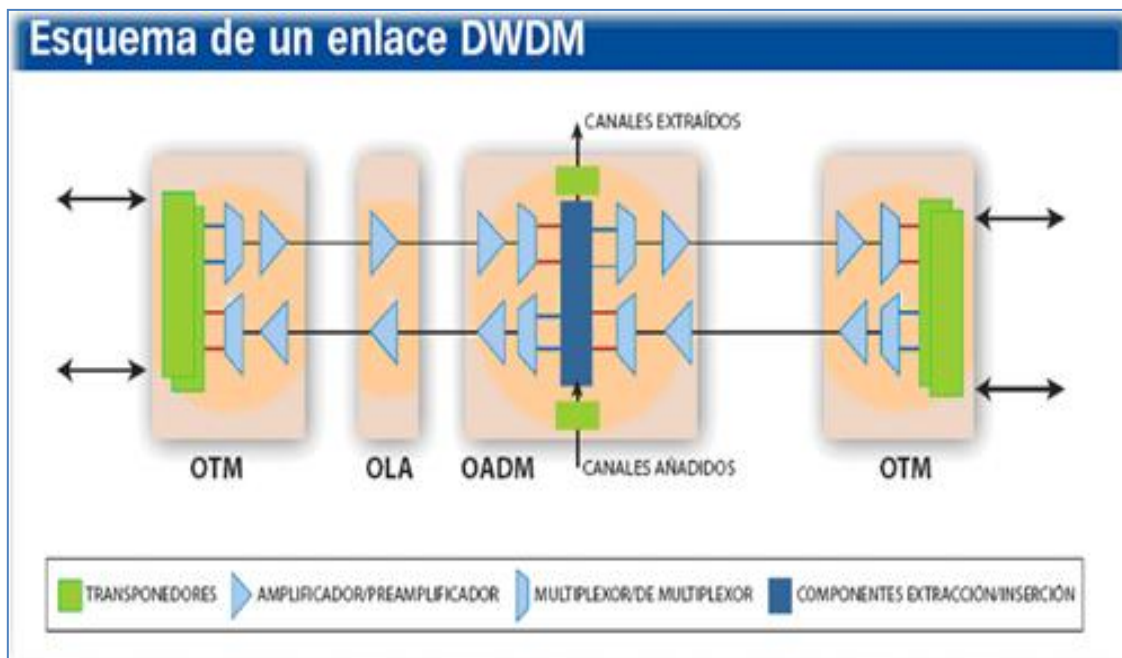 Esquema de un enlace DWDM
CANALES EXTRAÍDOS
OTM
OLA
OADM
CANALES AÑADIDOS
OTM
TRANSPONEDORES
AMPLIFICADOR/PREAMPLIFICADOR
MULTIPLEXOR/DE MULTIPLEXOR
COMPONENTES EXTRACCIÓN/INSERCIÓN